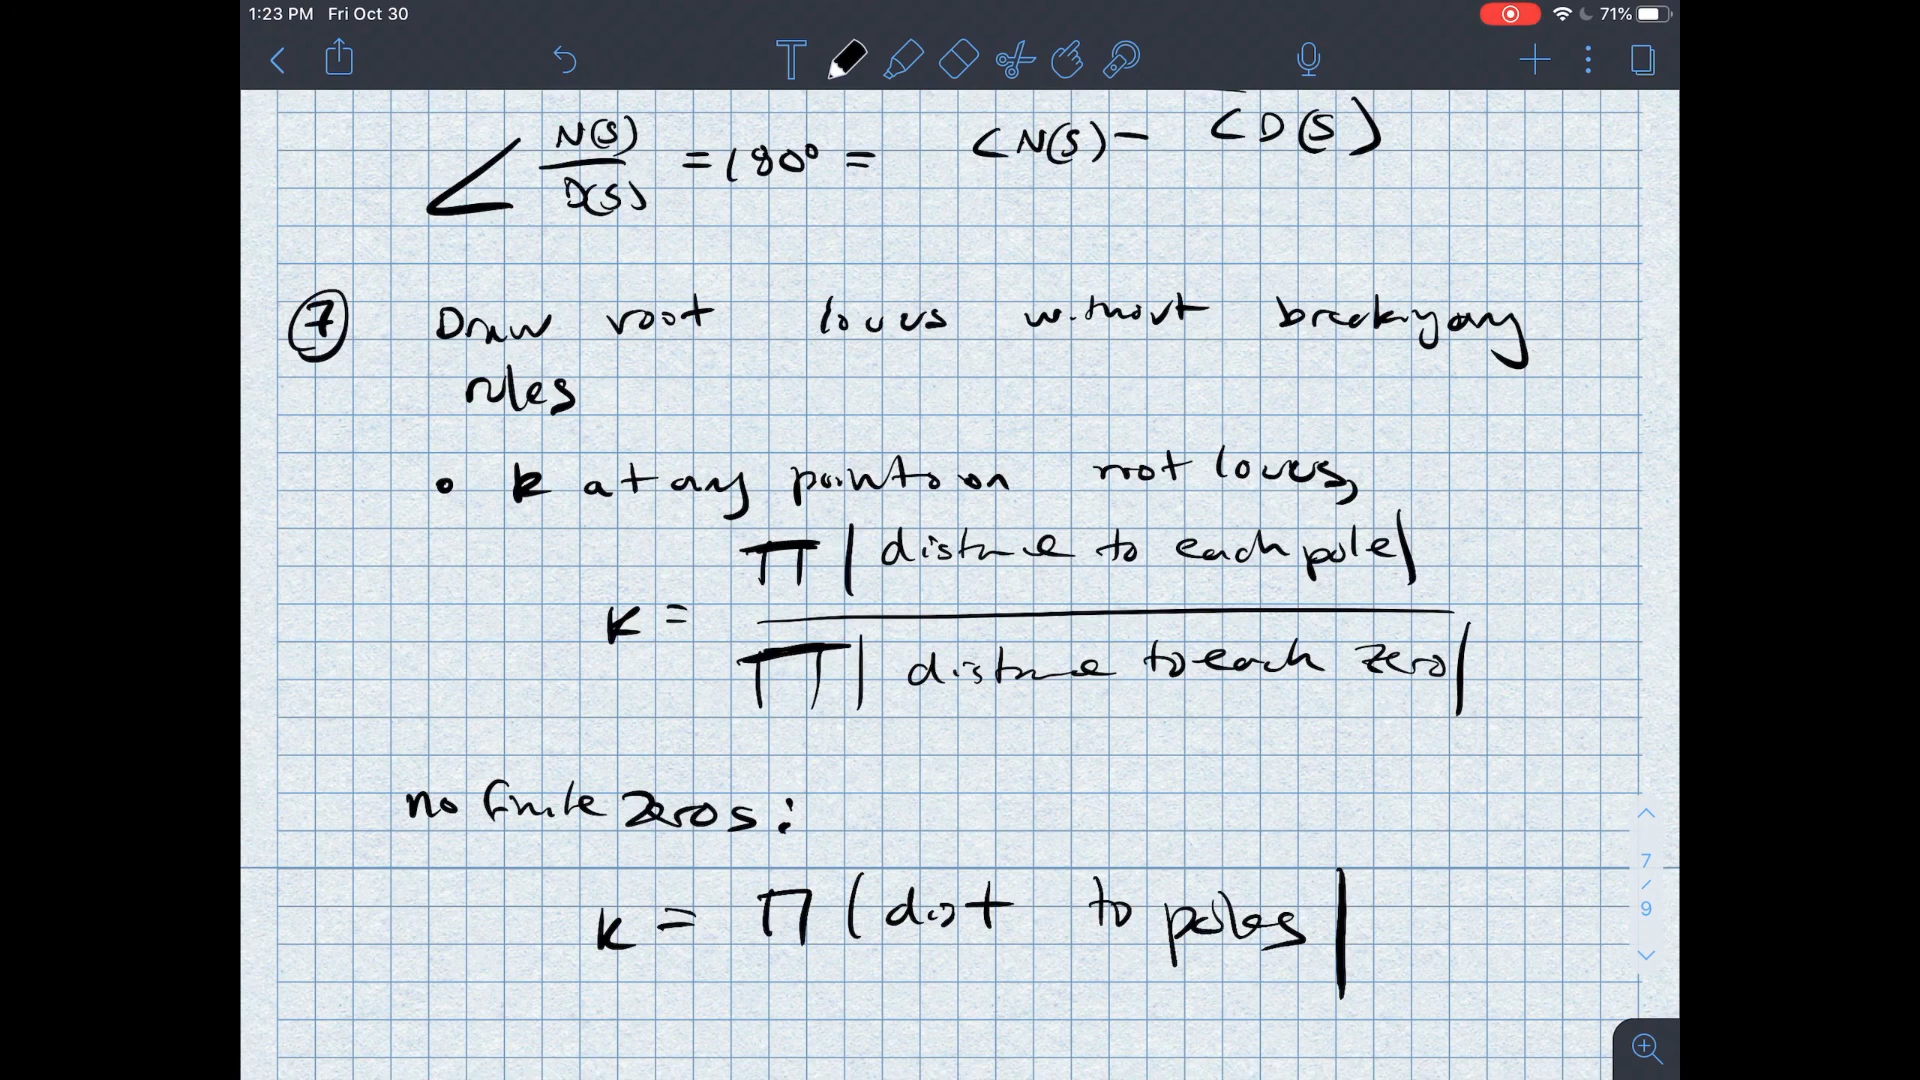 1:23 PM Fri Oct 30 71%
T
∠ N(s)/D(s) = 180° = ∠N(s) - ∠D(s)
7 Draw root locus without breaking any
rules
• K at any points on root locus,
K = Π|distance to each pole| / Π|distance to each zero|
no finite zeros:
K = Π|dist to poles|
7/9